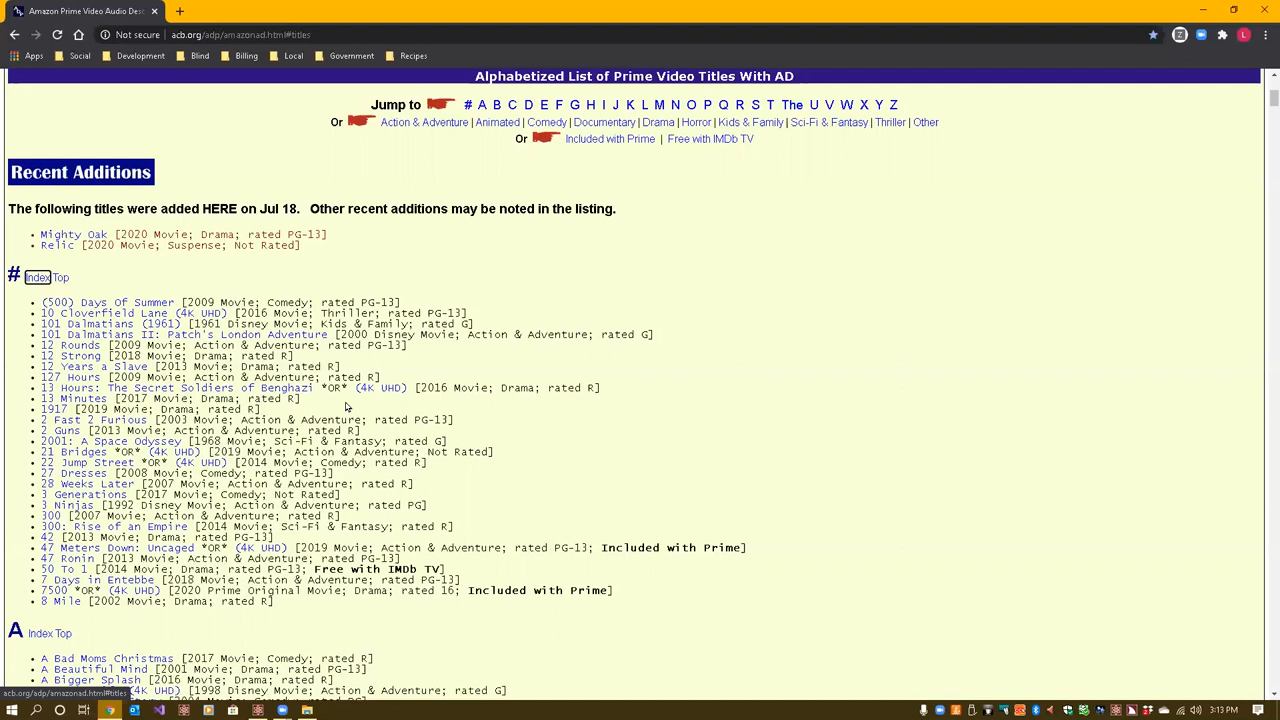 Amazon Prime Video Audio Des
Not secure | acb.org/adp/amazonad.html#titles
Apps Social Development Blind Billing Local Government Recipes
Alphabetized List of Prime Video Titles With AD
Jump to # A B C D E F G H I J K L M N O P Q R S T The U V W X Y Z
Or Action & Adventure | Animated | Comedy | Documentary | Drama | Horror | Kids & Family | Sci-Fi & Fantasy | Thriller | Other
Or Included with Prime | Free with IMDb TV
Recent Additions
The following titles were added HERE on Jul 18. Other recent additions may be noted in the listing.
• Mighty Oak [2020 Movie; Drama; rated PG-13]
• Relic [2020 Movie; Suspense; Not Rated]
# Index Top
• (500) Days Of Summer [2009 Movie; Comedy; rated PG-13]
• 10 Cloverfield Lane (4K UHD) [2016 Movie; Thriller; rated PG-13]
• 101 Dalmatians (1961) [1961 Disney Movie; Kids & Family; rated G]
• 101 Dalmatians II: Patch's London Adventure [2000 Disney Movie; Action & Adventure; rated G]
• 12 Rounds [2009 Movie; Action & Adventure; rated PG-13]
• 12 Strong [2018 Movie; Drama; rated R]
• 12 Years a Slave [2013 Movie; Drama; rated R]
• 127 Hours [2009 Movie; Action & Adventure; rated R]
• 13 Hours: The Secret Soldiers of Benghazi *OR* (4K UHD) [2016 Movie; Drama; rated R]
• 13 Minutes [2017 Movie; Drama; rated R]
• 1917 [2019 Movie; Drama; rated R]
• 2 Fast 2 Furious [2003 Movie; Action & Adventure; rated PG-13]
• 2 Guns [2013 Movie; Action & Adventure; rated R]
• 2001: A Space Odyssey [1968 Movie; Sci-Fi & Fantasy; rated G]
• 21 Bridges *OR* (4K UHD) [2019 Movie; Action & Adventure; Not Rated]
• 22 Jump Street *OR* (4K UHD) [2014 Movie; Comedy; rated R]
• 27 Dresses [2008 Movie; Comedy; rated PG-13]
• 28 Weeks Later [2007 Movie; Action & Adventure; rated R]
• 3 Generations [2017 Movie; Comedy; Not Rated]
• 3 Ninjas [1992 Disney Movie; Action & Adventure; rated PG]
• 300 [2007 Movie; Action & Adventure; rated R]
• 300: Rise of an Empire [2014 Movie; Sci-Fi & Fantasy; rated R]
• 42 [2013 Movie; Drama; rated PG-13]
• 47 Meters Down: Uncaged *OR* (4K UHD) [2019 Movie; Action & Adventure; rated PG-13; Included with Prime]
• 47 Ronin [2013 Movie; Action & Adventure; rated PG-13]
• 50 To 1 [2014 Movie; Drama; rated PG-13; Free with IMDb TV]
• 7 Days in Entebbe [2018 Movie; Action & Adventure; rated PG-13]
• 7500 *OR* (4K UHD) [2020 Prime Original Movie; Drama; rated 16; Included with Prime]
• 8 Mile [2002 Movie; Drama; rated R]
A Index Top
• A Bad Moms Christmas [2017 Movie; Comedy; rated R]
• A Beautiful Mind [2001 Movie; Drama; rated PG-13]
• A Bigger Splash [2016 Movie; Drama; rated R]
(4K UHD) [1998 Disney Movie; Action & Adventure; rated G]
acb.org/adp/amazonad.html#titles
3:13 PM